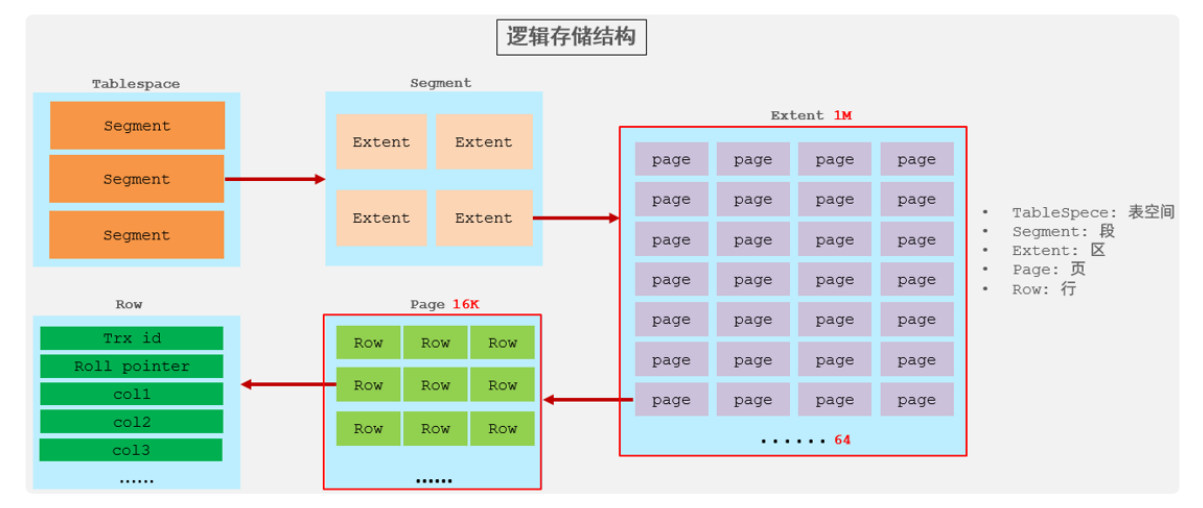 逻辑存储结构
Tablespace
Segment
Segment
Segment
Segment
Extent Extent
Extent Extent
Extent 1M
page page page page
page page page page
page page page page
page page page page
page page page page
page page page page
page page page page
······ 64
• TableSpece: 表空间
• Segment: 段
• Extent: 区
• Page: 页
• Row: 行
Row
Trx id
Roll pointer
col1
col2
col3
......
Page 16K
Row Row Row
Row Row Row
Row Row Row
......